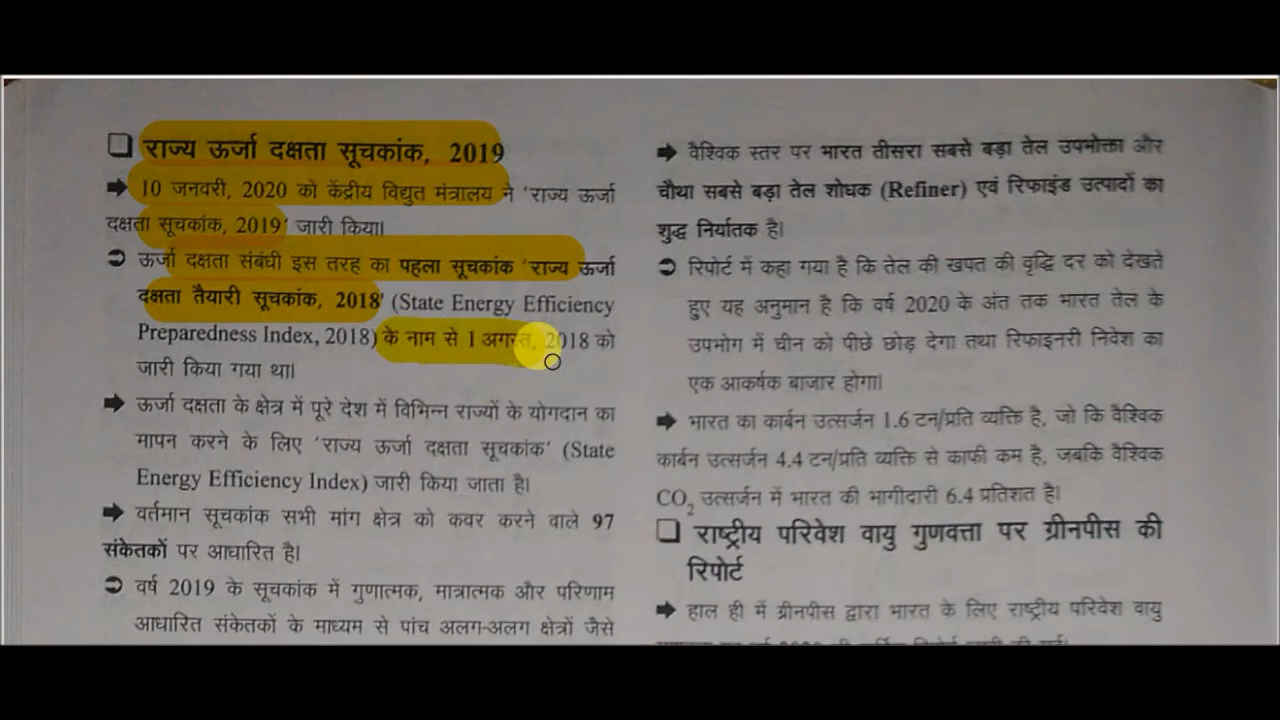 ❑ राज्य ऊर्जा दक्षता सूचकांक, 2019
➡ 10 जनवरी, 2020 को केंद्रीय विद्युत मंत्रालय ने 'राज्य ऊर्जा
दक्षता सूचकांक, 2019' जारी किया।
➲ ऊर्जा दक्षता संबंधी इस तरह का पहला सूचकांक 'राज्य ऊर्जा
दक्षता तैयारी सूचकांक, 2018' (State Energy Efficiency
Preparedness Index, 2018) के नाम से 1 अगस्त, 2018 को
जारी किया गया था।
➡ ऊर्जा दक्षता के क्षेत्र में पूरे देश में विभिन्न राज्यों के योगदान का
मापन करने के लिए 'राज्य ऊर्जा दक्षता सूचकांक' (State
Energy Efficiency Index) जारी किया जाता है।
➡ वर्तमान सूचकांक सभी मांग क्षेत्र को कवर करने वाले 97
संकेतकों पर आधारित है।
➲ वर्ष 2019 के सूचकांक में गुणात्मक, मात्रात्मक और परिणाम
आधारित संकेतकों के माध्यम से पांच अलग-अलग क्षेत्रों जैसे
➡ वैश्विक स्तर पर भारत तीसरा सबसे बड़ा तेल उपभोक्ता और
चौथा सबसे बड़ा तेल शोधक (Refiner) एवं रिफाइंड उत्पादों का
शुद्ध निर्यातक है।
➲ रिपोर्ट में कहा गया है कि तेल की खपत की वृद्धि दर को देखते
हुए यह अनुमान है कि वर्ष 2020 के अंत तक भारत तेल के
उपभोग में चीन को पीछे छोड़ देगा तथा रिफाइनरी निवेश का
एक आकर्षक बाजार होगा।
➡ भारत का कार्बन उत्सर्जन 1.6 टन/प्रति व्यक्ति है, जो कि वैश्विक
कार्बन उत्सर्जन 4.4 टन/प्रति व्यक्ति से काफी कम है, जबकि वैश्विक
CO₂ उत्सर्जन में भारत की भागीदारी 6.4 प्रतिशत है।
❑ राष्ट्रीय परिवेश वायु गुणवत्ता पर ग्रीनपीस की
रिपोर्ट
➡ हाल ही में ग्रीनपीस द्वारा भारत के लिए राष्ट्रीय परिवेश वायु